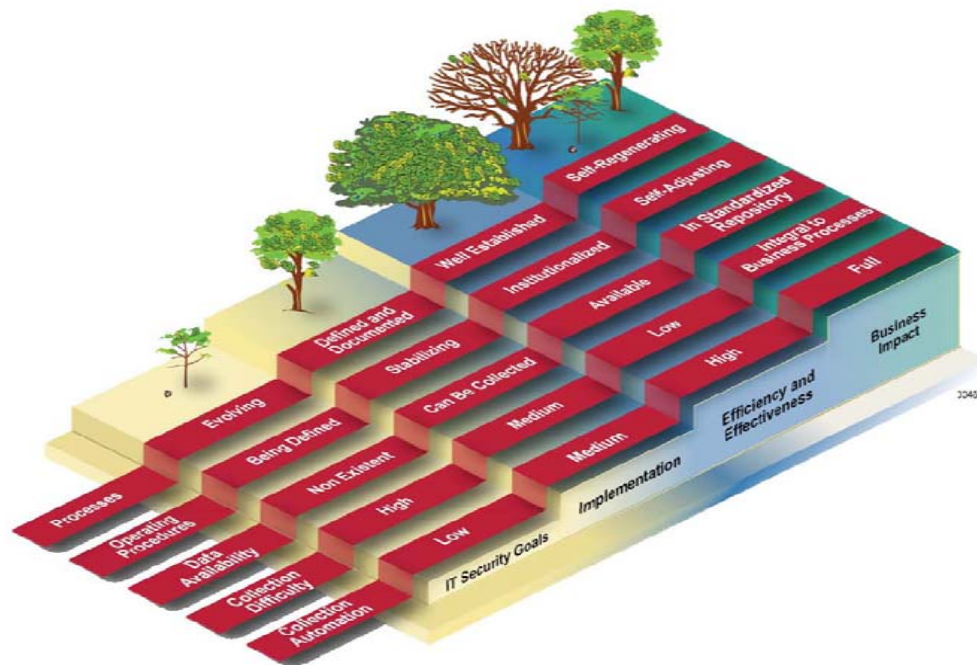 Self-Regenerating
Self-Adjusting
In Standardized
Repository
Integral to
Business Processes
Full
Well Established
Institutionalized
Available
Low
High
Business
Impact
Defined and
Documented
Stabilizing
Can Be Collected
Medium
Medium
Efficiency and
Effectiveness
Evolving
Being Defined
Non Existent
High
Low
Implementation
Processes
Operating
Procedures
Data
Availability
Collection
Difficulty
Collection
Automation
IT Security Goals